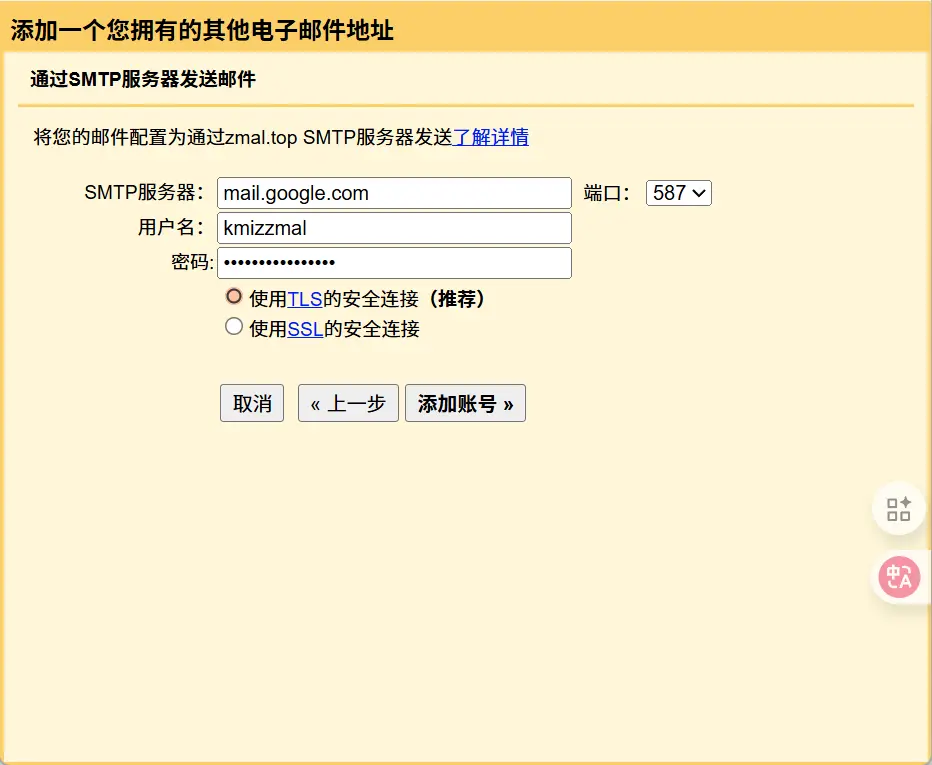 添加一个您拥有的其他电子邮件地址
通过SMTP服务器发送邮件
将您的邮件配置为通过zmal.top SMTP服务器发送了解详情
SMTP服务器： mail.google.com 端口： 587
用户名： kmizzmal
密码: ••••••••••••••••
使用TLS的安全连接（推荐）
使用SSL的安全连接
取消 « 上一步 添加账号 »
中 A